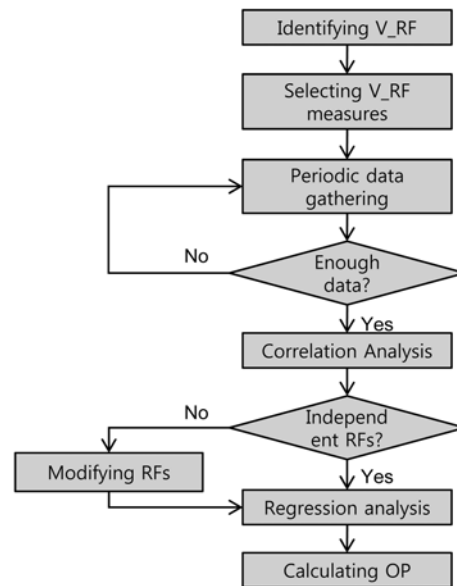 Identifying V_RF
Selecting V_RF
measures
Periodic data
gathering
No
Enough
data?
Yes
Correlation Analysis
No
Independ
ent RFs?
Modifying RFs
Yes
Regression analysis
Calculating OP